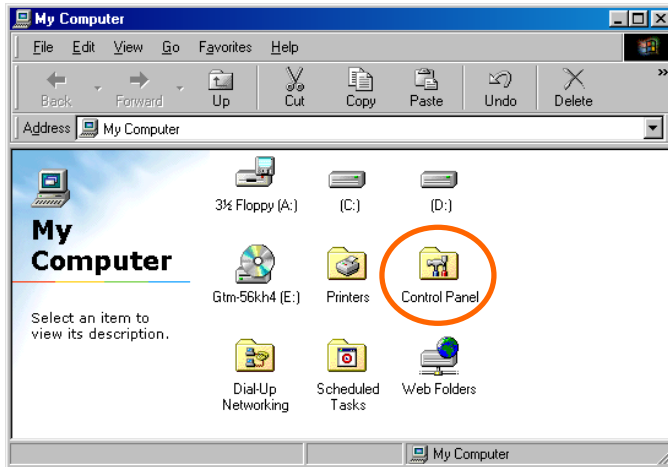 My Computer
File Edit View Go Favorites Help
Back Forward Up Cut Copy Paste Undo Delete »
Address My Computer
3½ Floppy (A:) (C:) (D:)
My
Computer
Gtm-56kh4 (E:) Printers Control Panel
Select an item to
view its description.
Dial-Up
Networking
Scheduled
Tasks
Web Folders
My Computer